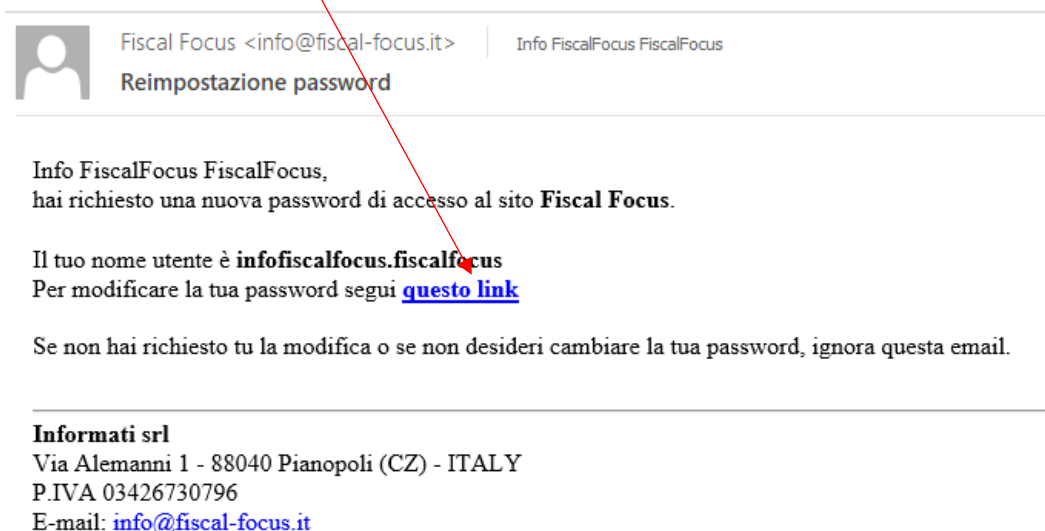 Fiscal Focus <info@fiscal-focus.it> Info FiscalFocus FiscalFocus
Reimpostazione password
Info FiscalFocus FiscalFocus,
hai richiesto una nuova password di accesso al sito Fiscal Focus.
Il tuo nome utente è infofiscalfocus.fiscalfocus
Per modificare la tua password segui questo link
Se non hai richiesto tu la modifica o se non desideri cambiare la tua password, ignora questa email.
Informati srl
Via Alemanni 1 - 88040 Pianopoli (CZ) - ITALY
P.IVA 03426730796
E-mail: info@fiscal-focus.it